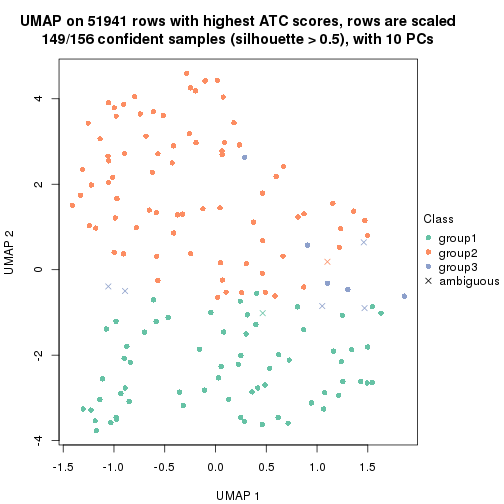 UMAP on 51941 rows with highest ATC scores, rows are scaled
149/156 confident samples (silhouette > 0.5), with 10 PCs
4
2
0
-2
-4
UMAP 2
-1.5 -1.0 -0.5 0.0 0.5 1.0 1.5
UMAP 1
Class
group1
group2
group3
ambiguous